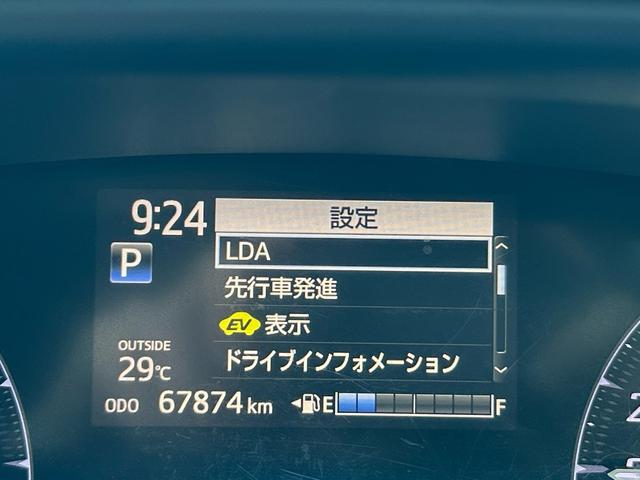 9:24
設定
P
LDA
先行車発進
EV 表示
ドライブインフォメーション
OUTSIDE
29℃
ODO 67874 km
E F